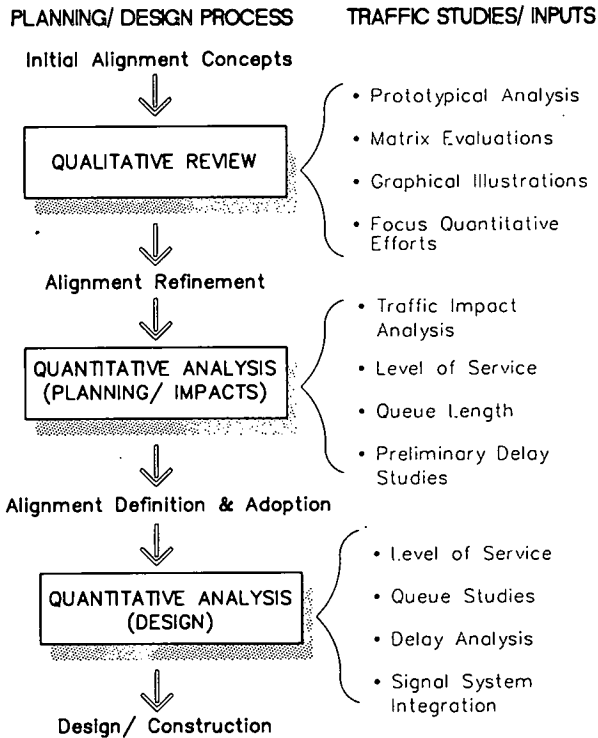 PLANNING/ DESIGN PROCESS
TRAFFIC STUDIES/ INPUTS
Initial Alignment Concepts
QUALITATIVE REVIEW
• Prototypical Analysis
• Matrix Evaluations
• Graphical Illustrations
• Focus Quantitative
Efforts
Alignment Refinement
QUANTITATIVE ANALYSIS
(PLANNING/ IMPACTS)
• Traffic Impact
Analysis
• Level of Service
• Queue Length
• Preliminary Delay
Studies
Alignment Definition & Adoption
QUANTITATIVE ANALYSIS
(DESIGN)
• Level of Service
• Queue Studies
• Delay Analysis
• Signal System
Integration
Design/ Construction